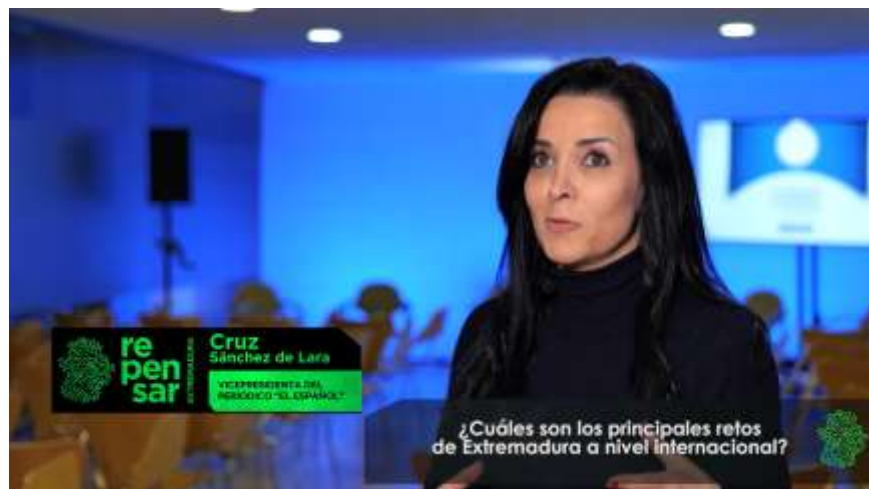 re
pen
sar
EXTREMADURA
Cruz
Sánchez de Lara
VICEPRESIDENTA DEL
PERIÓDICO "EL ESPAÑOL"
¿Cuáles son los principales retos
de Extremadura a nivel internacional?